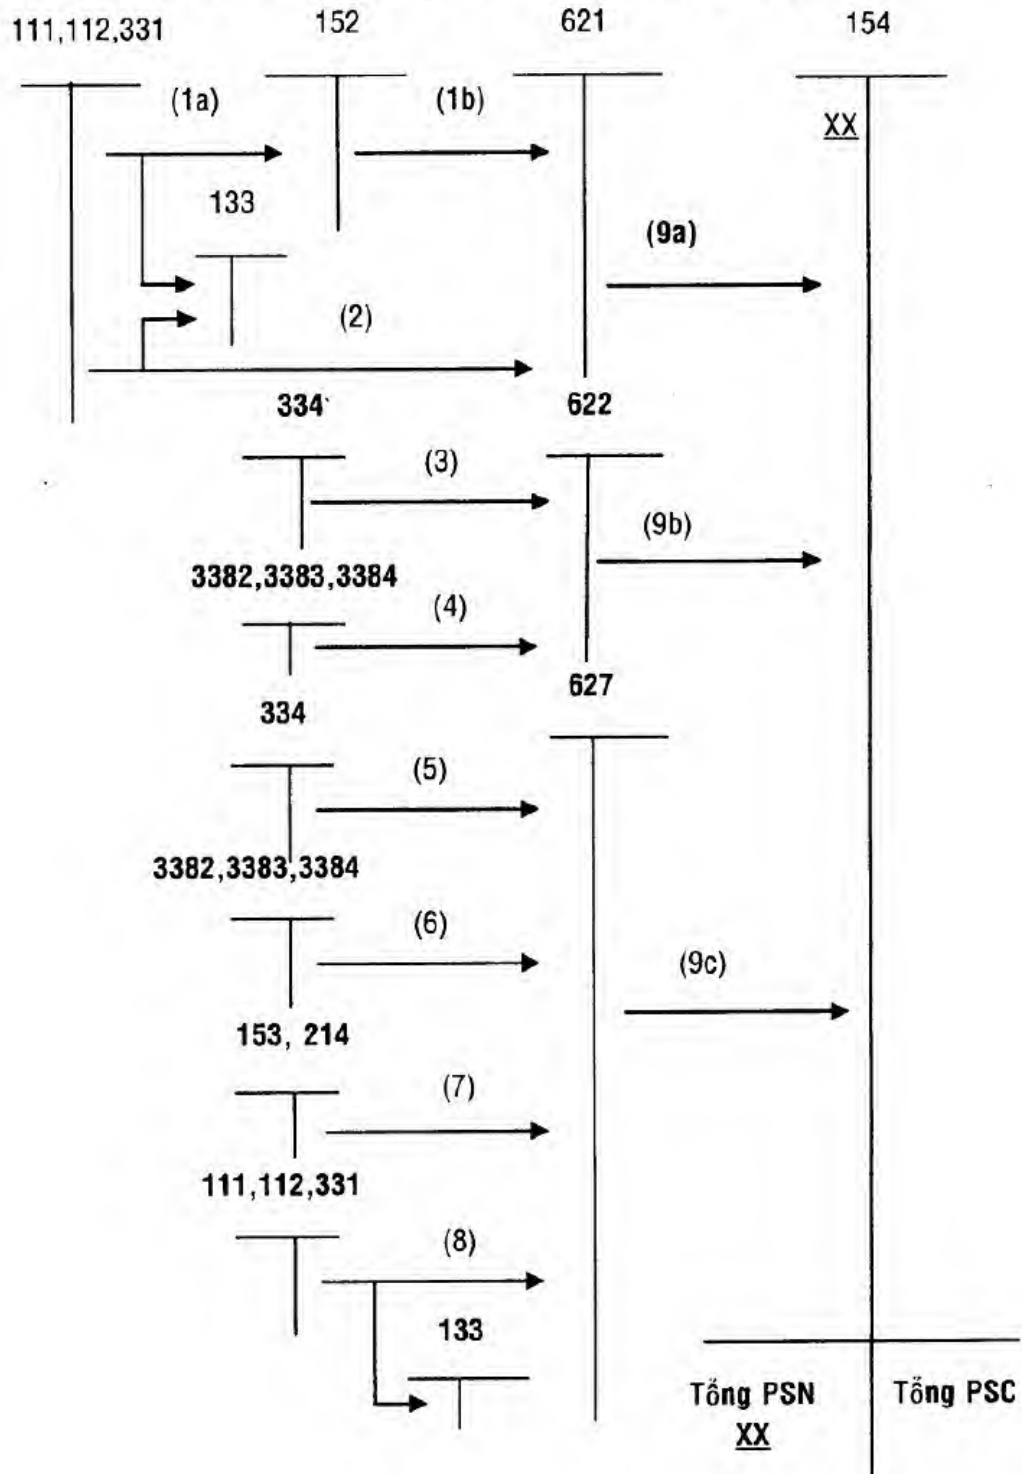 111,112,331 152 621 154
(1a) (1b)
XX
133
(9a)
(2)
334 622
(3)
(9b)
3382,3383,3384
(4)
627
334
(5)
3382,3383,3384
(6)
(9c)
153, 214
(7)
111,112,331
(8)
133
Tổng PSN Tổng PSC
XX